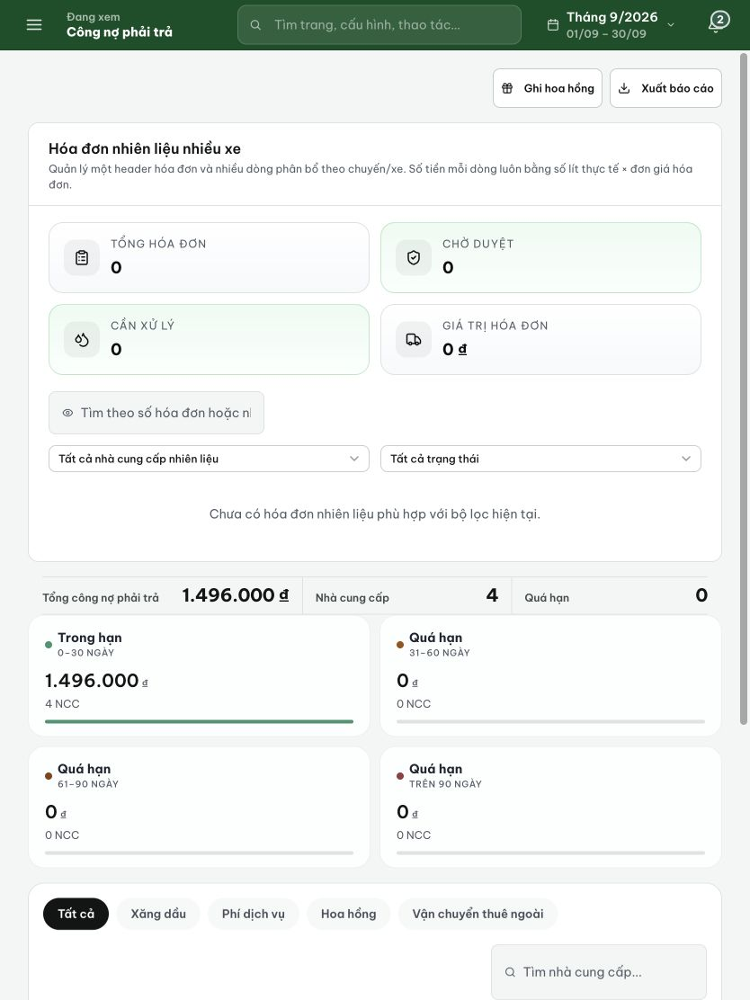 Đang xem
Công nợ phải trả
Tìm trang, cấu hình, thao tác...
Tháng 9/2026
01/09 – 30/09
2
Ghi hoa hồng
Xuất báo cáo
Hóa đơn nhiên liệu nhiều xe
Quản lý một header hóa đơn và nhiều dòng phân bổ theo chuyến/xe. Số tiền mỗi dòng luôn bằng số lít thực tế × đơn giá hóa
đơn.
TỔNG HÓA ĐƠN
0
CHỜ DUYỆT
0
CẦN XỬ LÝ
0
GIÁ TRỊ HÓA ĐƠN
0 ₫
Tìm theo số hóa đơn hoặc
Tất cả nhà cung cấp nhiên liệu
Tất cả trạng thái
Chưa có hóa đơn nhiên liệu phù hợp với bộ lọc hiện tại.
Tổng công nợ phải trả 1.496.000 ₫
Nhà cung cấp 4
Quá hạn 0
Trong hạn
0–30 NGÀY
1.496.000 ₫
4 NCC
Quá hạn
31–60 NGÀY
0 ₫
0 NCC
Quá hạn
61–90 NGÀY
0 ₫
0 NCC
Quá hạn
TRÊN 90 NGÀY
0 ₫
0 NCC
Tất cả
Xăng dầu
Phí dịch vụ
Hoa hồng
Vận chuyển thuê ngoài
Tìm nhà cung cấp...